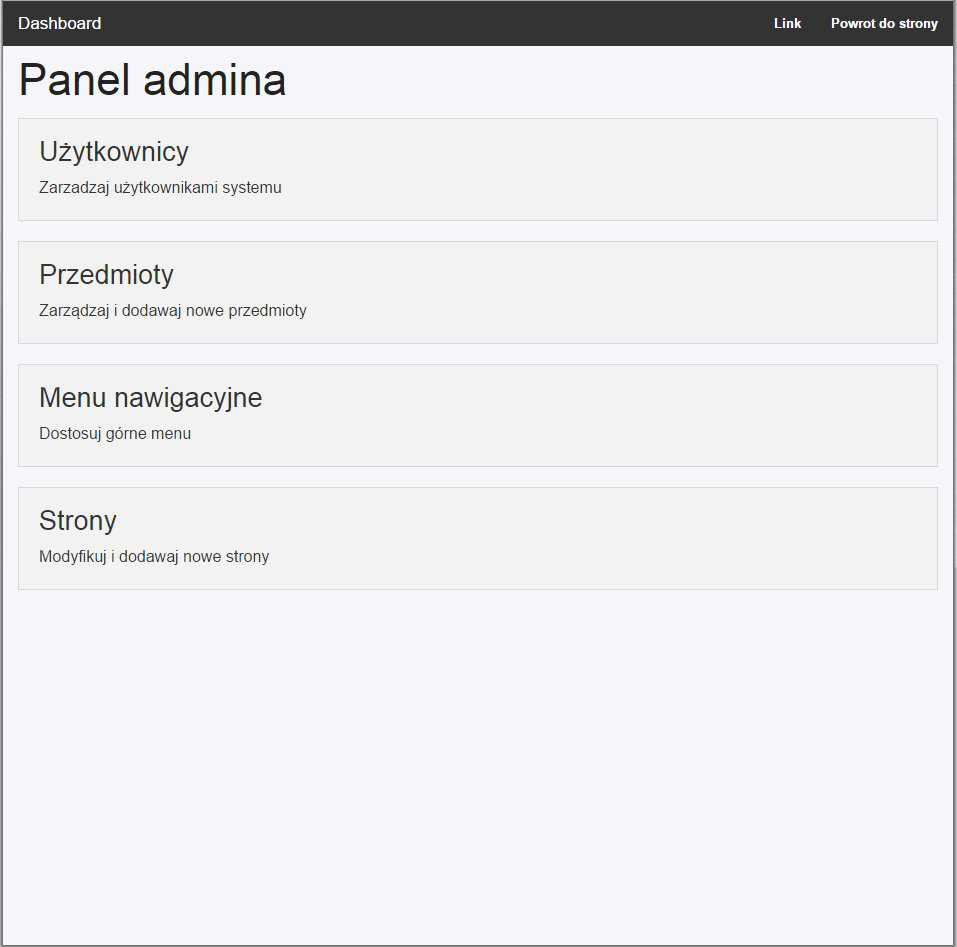 Dashboard
Link
Powrot do strony
Panel admina
Użytkownicy
Zarzadzaj użytkownikami systemu
Przedmioty
Zarządzaj i dodawaj nowe przedmioty
Menu nawigacyjne
Dostosuj górne menu
Strony
Modyfikuj i dodawaj nowe strony